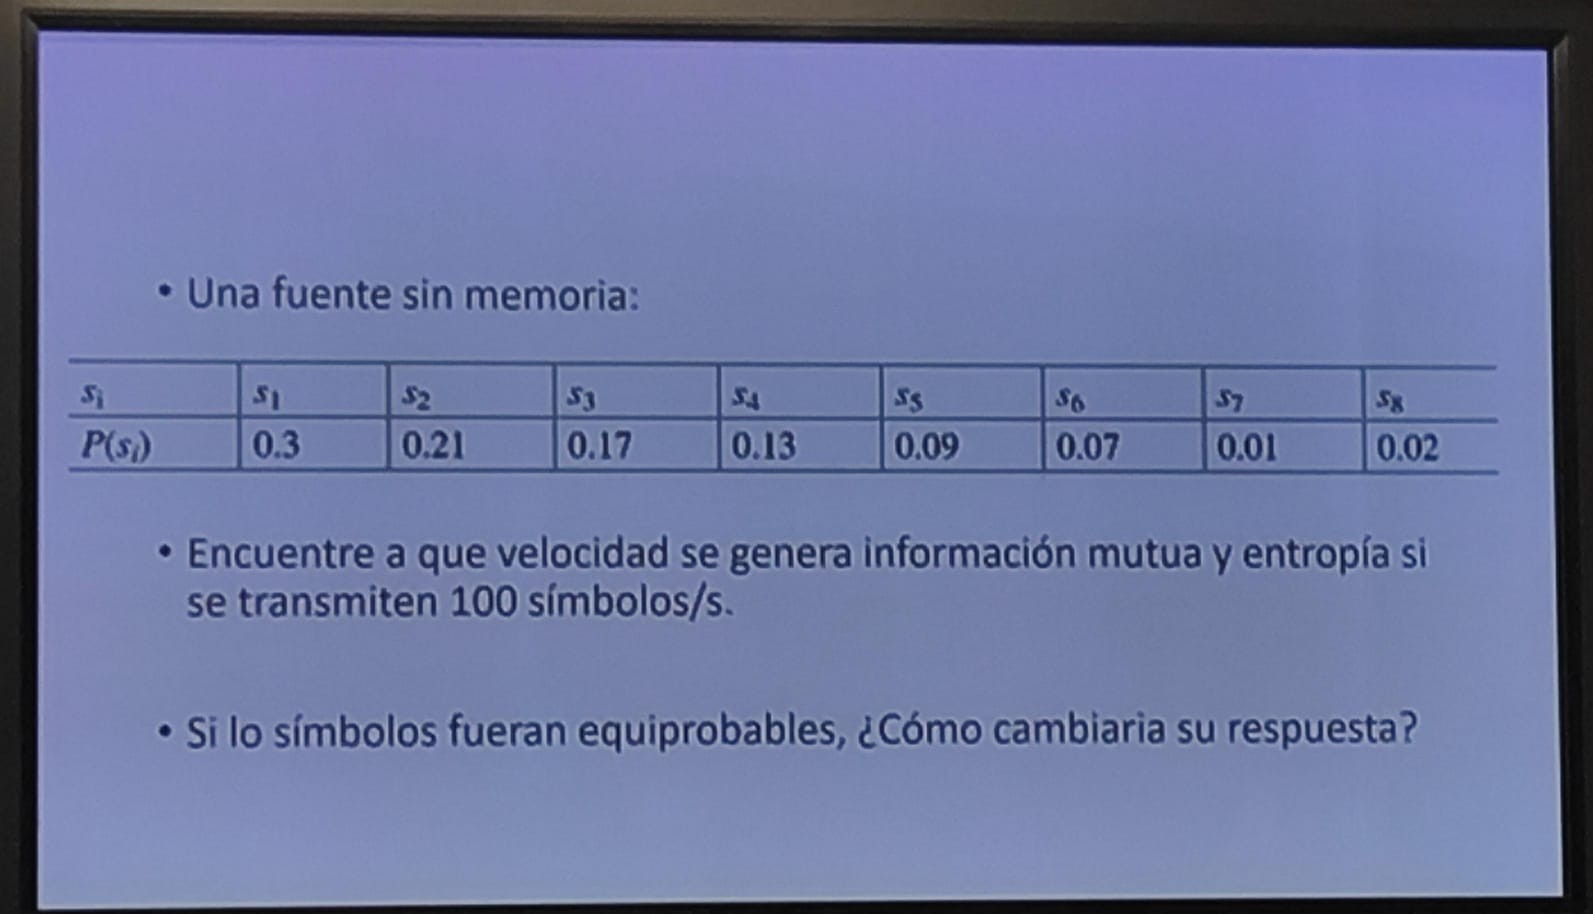 • Una fuente sin memoria:
sᵢ s₁ s₂ s₃ s₄ s₅ s₆ s₇ s₈
P(sᵢ) 0.3 0.21 0.17 0.13 0.09 0.07 0.01 0.02
• Encuentre a que velocidad se genera información mutua y entropía si
se transmiten 100 símbolos/s.
• Si lo símbolos fueran equiprobables, ¿Cómo cambiaria su respuesta?